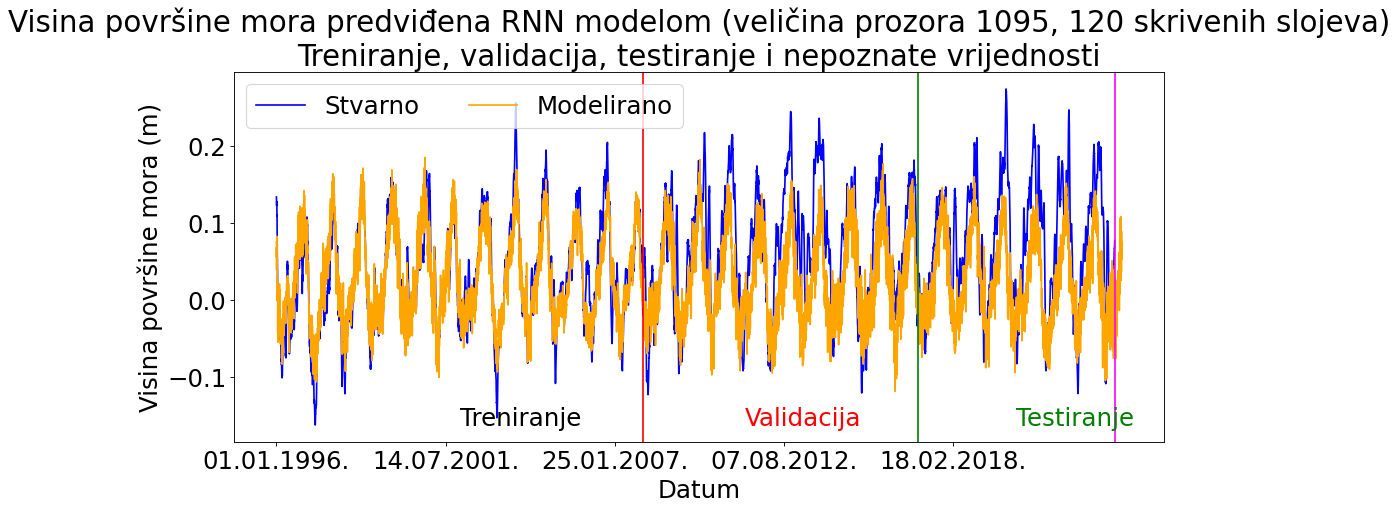 Visina površine mora predviđena RNN modelom (veličina prozora 1095, 120 skrivenih slojeva)
Treniranje, validacija, testiranje i nepoznate vrijednosti
Stvarno Modelirano
Visina površine mora (m)
0.2
0.1
0.0
−0.1
Treniranje Validacija Testiranje
01.01.1996. 14.07.2001. 25.01.2007. 07.08.2012. 18.02.2018.
Datum